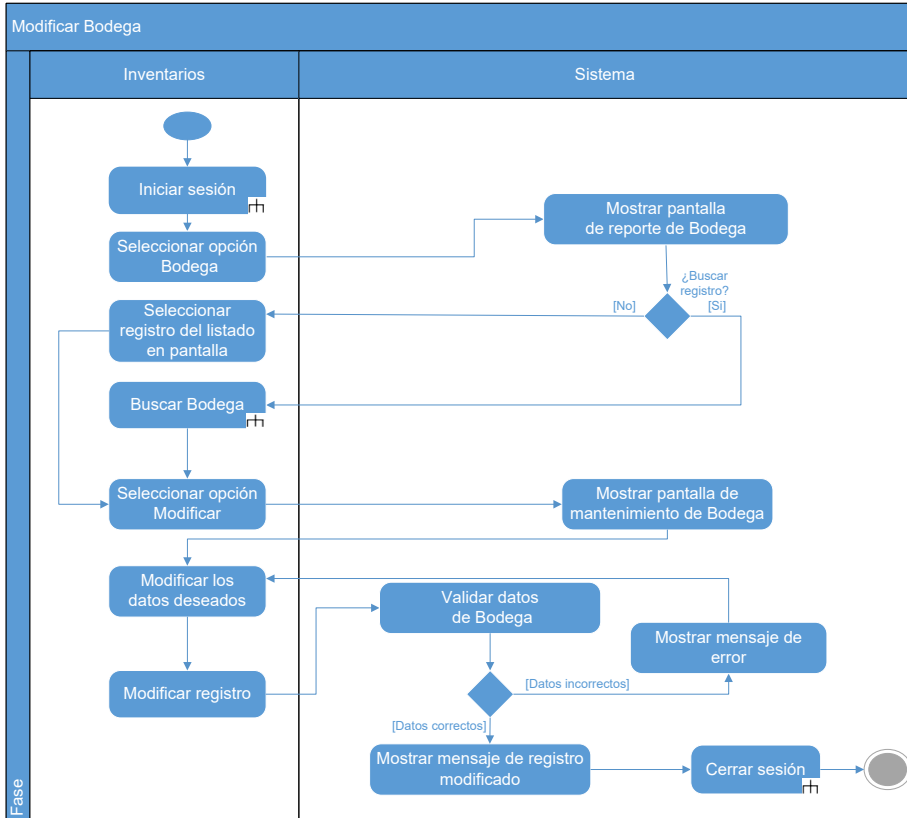 Modificar Bodega
Inventarios
Sistema
Iniciar sesión
Seleccionar opción
Bodega
Mostrar pantalla
de reporte de Bodega
¿Buscar
registro?
[No]
[Si]
Seleccionar
registro del listado
en pantalla
Buscar Bodega
Seleccionar opción
Modificar
Mostrar pantalla de
mantenimiento de Bodega
Modificar los
datos deseados
Validar datos
de Bodega
Mostrar mensaje de
error
Modificar registro
[Datos incorrectos]
[Datos correctos]
Mostrar mensaje de registro
modificado
Cerrar sesión
Fase